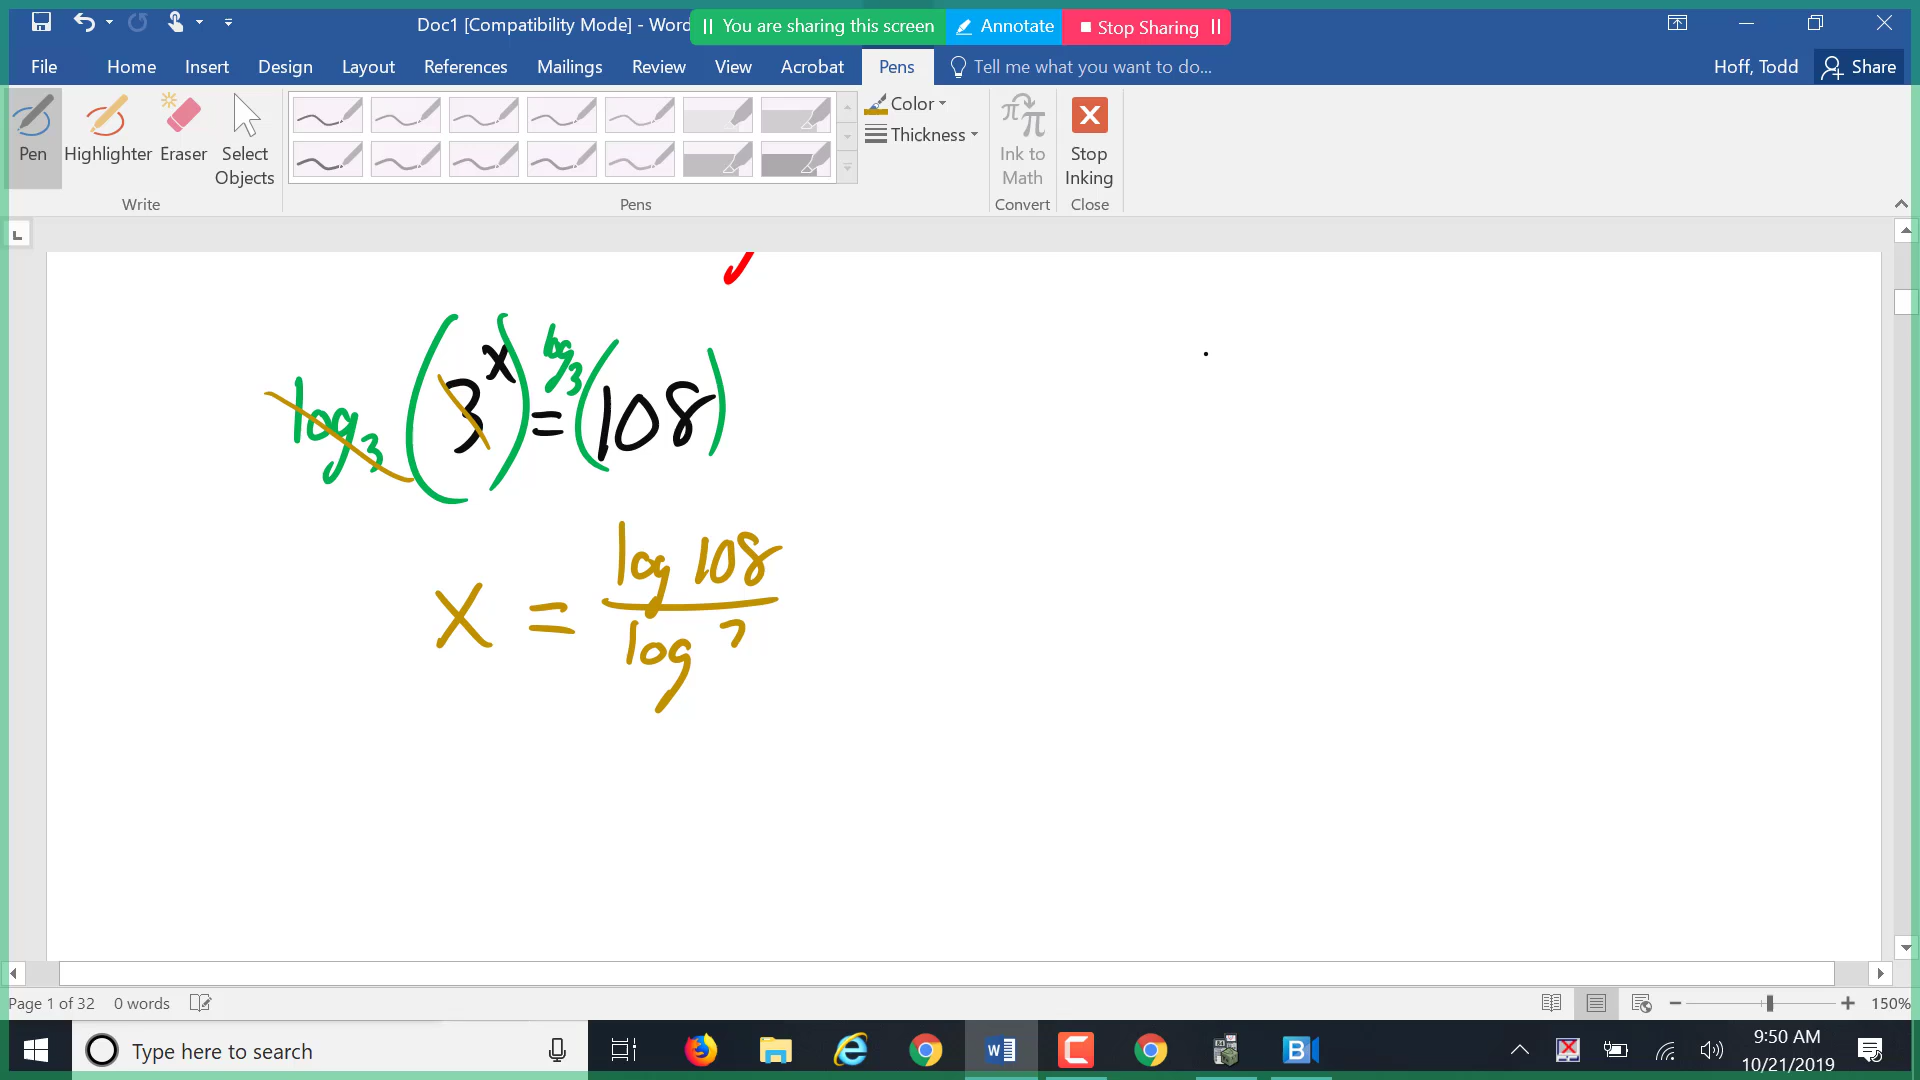 Doc1 [Compatibility Mode] - Word
You are sharing this screen
Annotate
Stop Sharing
File Home Insert Design Layout References Mailings Review View Acrobat Pens Tell me what you want to do...
Hoff, Todd
Share
Pen
Highlighter
Eraser
Select Objects
Write
Pens
Color
Thickness
Ink to Math
Convert
Stop Inking
Close
log₃ (3ˣ) = log₃ (108)
x = log 108
log
Page 1 of 32
0 words
150%
Type here to search
9:50 AM
10/21/2019